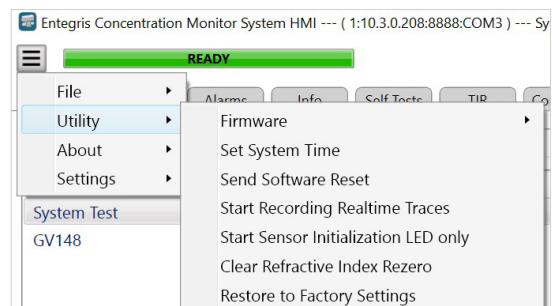 Entegris Concentration Monitor System HMI --- ( 1:10.3.0.208:8888:COM3 ) --- Sy
READY
File
Alarms Info Self Tests TIR Co
Utility
Firmware
About
Set System Time
Settings
Send Software Reset
System Test
Start Recording Realtime Traces
GV148
Start Sensor Initialization LED only
Clear Refractive Index Rezero
Restore to Factory Settings